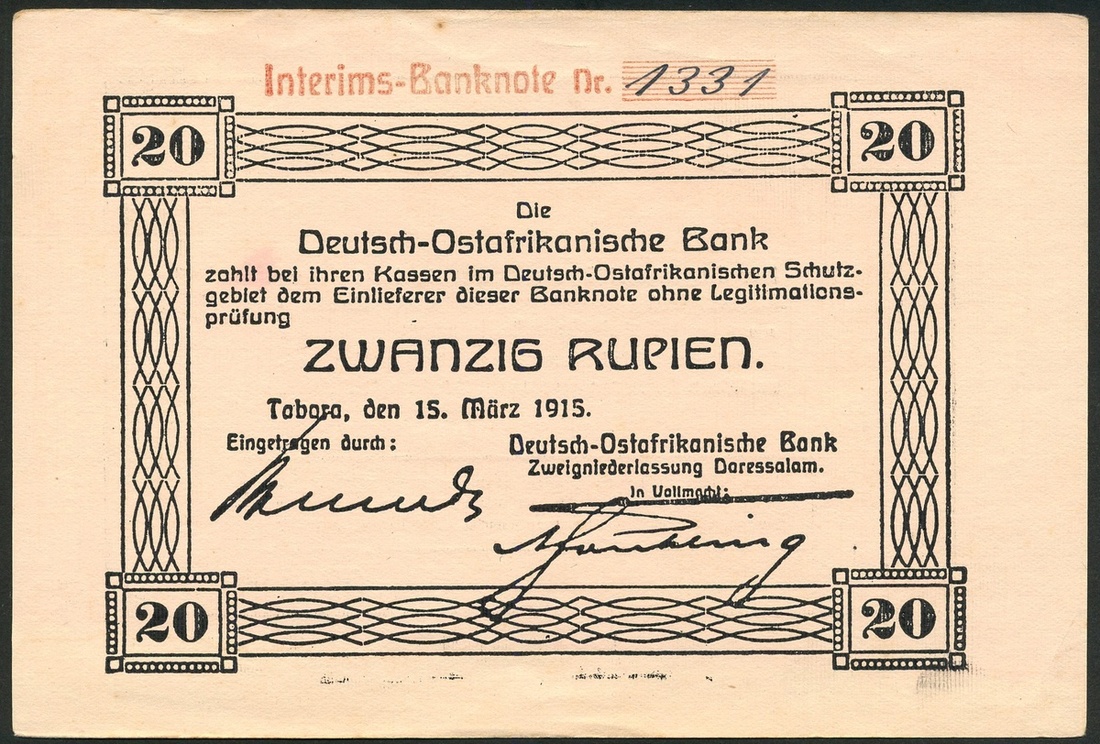 Interims-Banknote Nr. 1331
20 20
Die
Deutsch-Ostafrikanische Bank
zahlt bei ihren Kassen im Deutsch-Ostafrikanischen Schutz-
gebiet dem Einlieferer dieser Banknote ohne Legitimations-
prüfung
ZWANZIG RUPIEN.
Tabora, den 15. März 1915.
Eingetragen durch:
Deutsch-Ostafrikanische Bank
Zweigniederlassung Daressalam.
In Vollmacht:
20 20